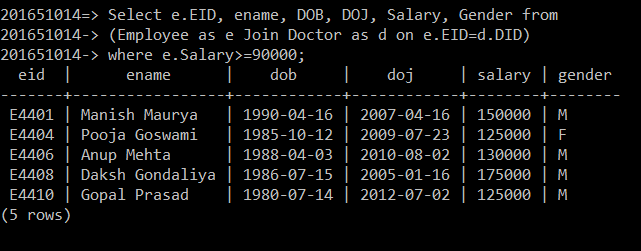 201651014=> Select e.EID, ename, DOB, DOJ, Salary, Gender from
201651014-> (Employee as e Join Doctor as d on e.EID=d.DID)
201651014-> where e.Salary>=90000;
  eid  |     ename      |    dob     |    doj     | salary | gender
-------+----------------+------------+------------+--------+--------
 E4401 | Manish Maurya  | 1990-04-16 | 2007-04-16 | 150000 | M
 E4404 | Pooja Goswami  | 1985-10-12 | 2009-07-23 | 125000 | F
 E4406 | Anup Mehta     | 1988-04-03 | 2010-08-02 | 130000 | M
 E4408 | Daksh Gondaliya | 1986-07-15 | 2005-01-16 | 175000 | M
 E4410 | Gopal Prasad   | 1980-07-14 | 2012-07-02 | 125000 | M
(5 rows)